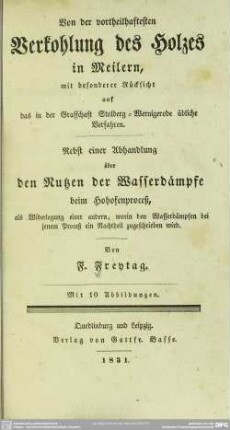 Von der vortheilhaftesten
Verkohlung des Holzes
in Meilern,
mit besonderer Rücksicht
auf
das in der Grafschaft Stolberg-Wernigerode übliche
Verfahren.
Nebst einer Abhandlung
über
den Nutzen der Wasserdämpfe
beim Hohofenproceß,
als Widerlegung einer andern, worin den Wasserdämpfen bei
jenem Proceß ein Nachtheil zugeschrieben wird.
Von
F. Freytag.
Mit 10 Abbildungen.
Quedlinburg und Leipzig.
Verlag von Gottfr. Basse.
1831.